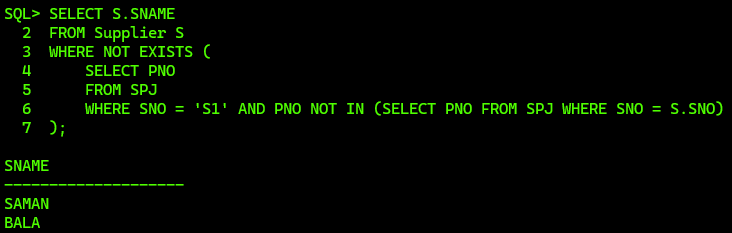 SQL> SELECT S.SNAME
  2  FROM Supplier S
  3  WHERE NOT EXISTS (
  4      SELECT PNO
  5      FROM SPJ
  6      WHERE SNO = 'S1' AND PNO NOT IN (SELECT PNO FROM SPJ WHERE SNO = S.SNO)
  7  );
SNAME
--------------------
SAMAN
BALA